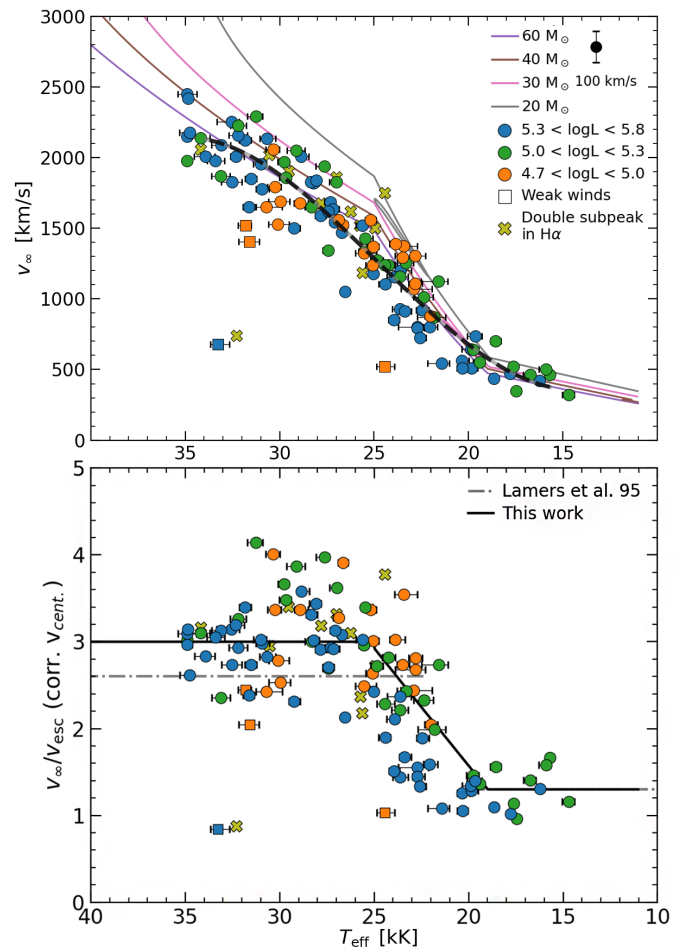 3000
2500
2000
1500
1000
500
0
v∞ [km/s]
60 M⊙
40 M⊙
30 M⊙
20 M⊙
100 km/s
5.3 < logL < 5.8
5.0 < logL < 5.3
4.7 < logL < 5.0
Weak winds
Double subpeak
in Hα
35 30 25 20 15
5
4
3
2
1
0
v∞/vesc (corr. vcent.)
Lamers et al. 95
This work
40 35 30 25 20 15 10
Teff [kK]